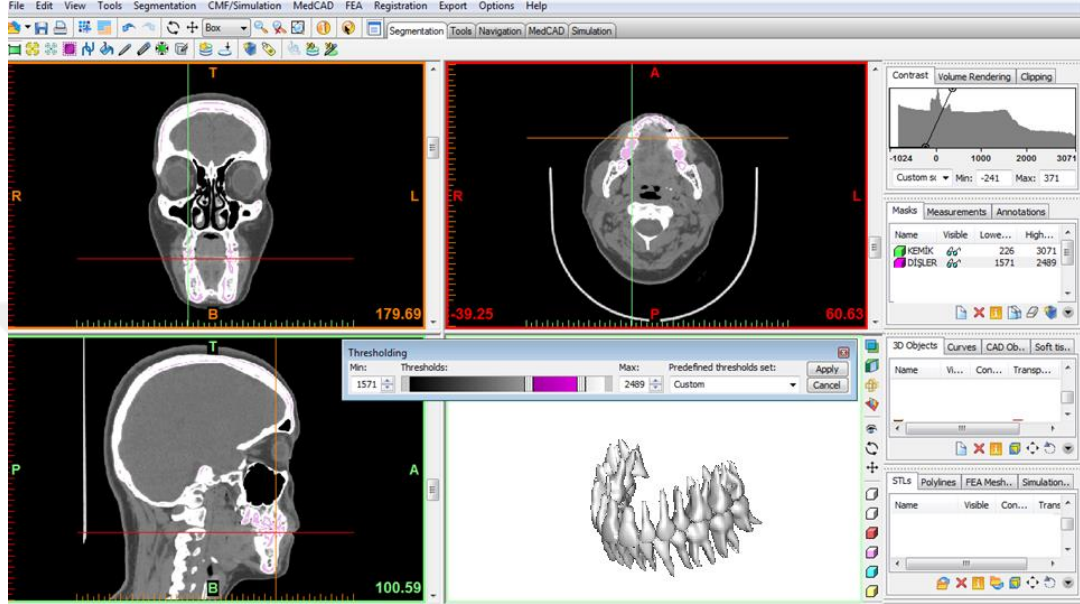 File Edit View Tools Segmentation CMF/Simulation MedCAD FEA Registration Export Options Help
Box
Segmentation Tools Navigation MedCAD Simulation
T
R
L
B
179.69
A
R
L
P
-39.25
60.63
T
P
A
B
100.59
Thresholding
Min: Thresholds: Max: Predefined thresholds set:
1571 2489 Custom
Apply
Cancel
Contrast Volume Rendering Clipping
-1024 0 1000 2000 3071
Custom sc Min: -241 Max: 371
Masks Measurements Annotations
Name Visible Lowe... High...
KEMİK 226 3071
DİŞLER 1571 2489
3D Objects Curves CAD Ob.. Soft tis..
Name Vi... Con... Transp...
STLs Polylines FEA Mesh.. Simulation..
Name Visible Con... Trans